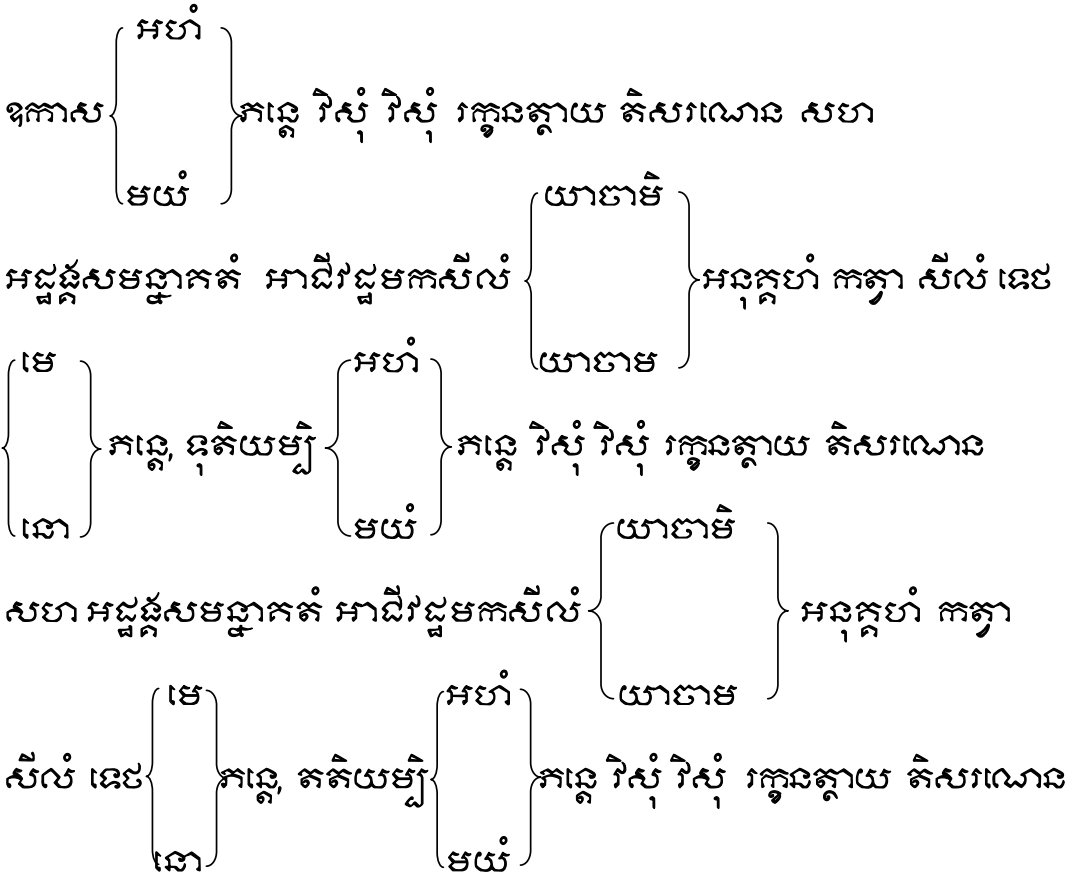 អហំ
ឱកាស ភន្តេ វិសុំ វិសុំ រក្ខនត្ថាយ តិសរណេន សហ
មយំ
យាចាមិ
អដ្ឋង្គសមន្នាគតំ អាជីវដ្ឋមកសីលំ អនុគ្គហំ កត្វា សីលំ ទេថ
យាចាម
មេ អហំ
ភន្តេ, ទុតិយម្បិ ភន្តេ វិសុំ វិសុំ រក្ខនត្ថាយ តិសរណេន
នោ មយំ
យាចាមិ
សហ អដ្ឋង្គសមន្នាគតំ អាជីវដ្ឋមកសីលំ អនុគ្គហំ កត្វា
យាចាម
មេ អហំ
សីលំ ទេថ ភន្តេ, តតិយម្បិ ភន្តេ វិសុំ វិសុំ រក្ខនត្ថាយ តិសរណេន
នោ មយំ